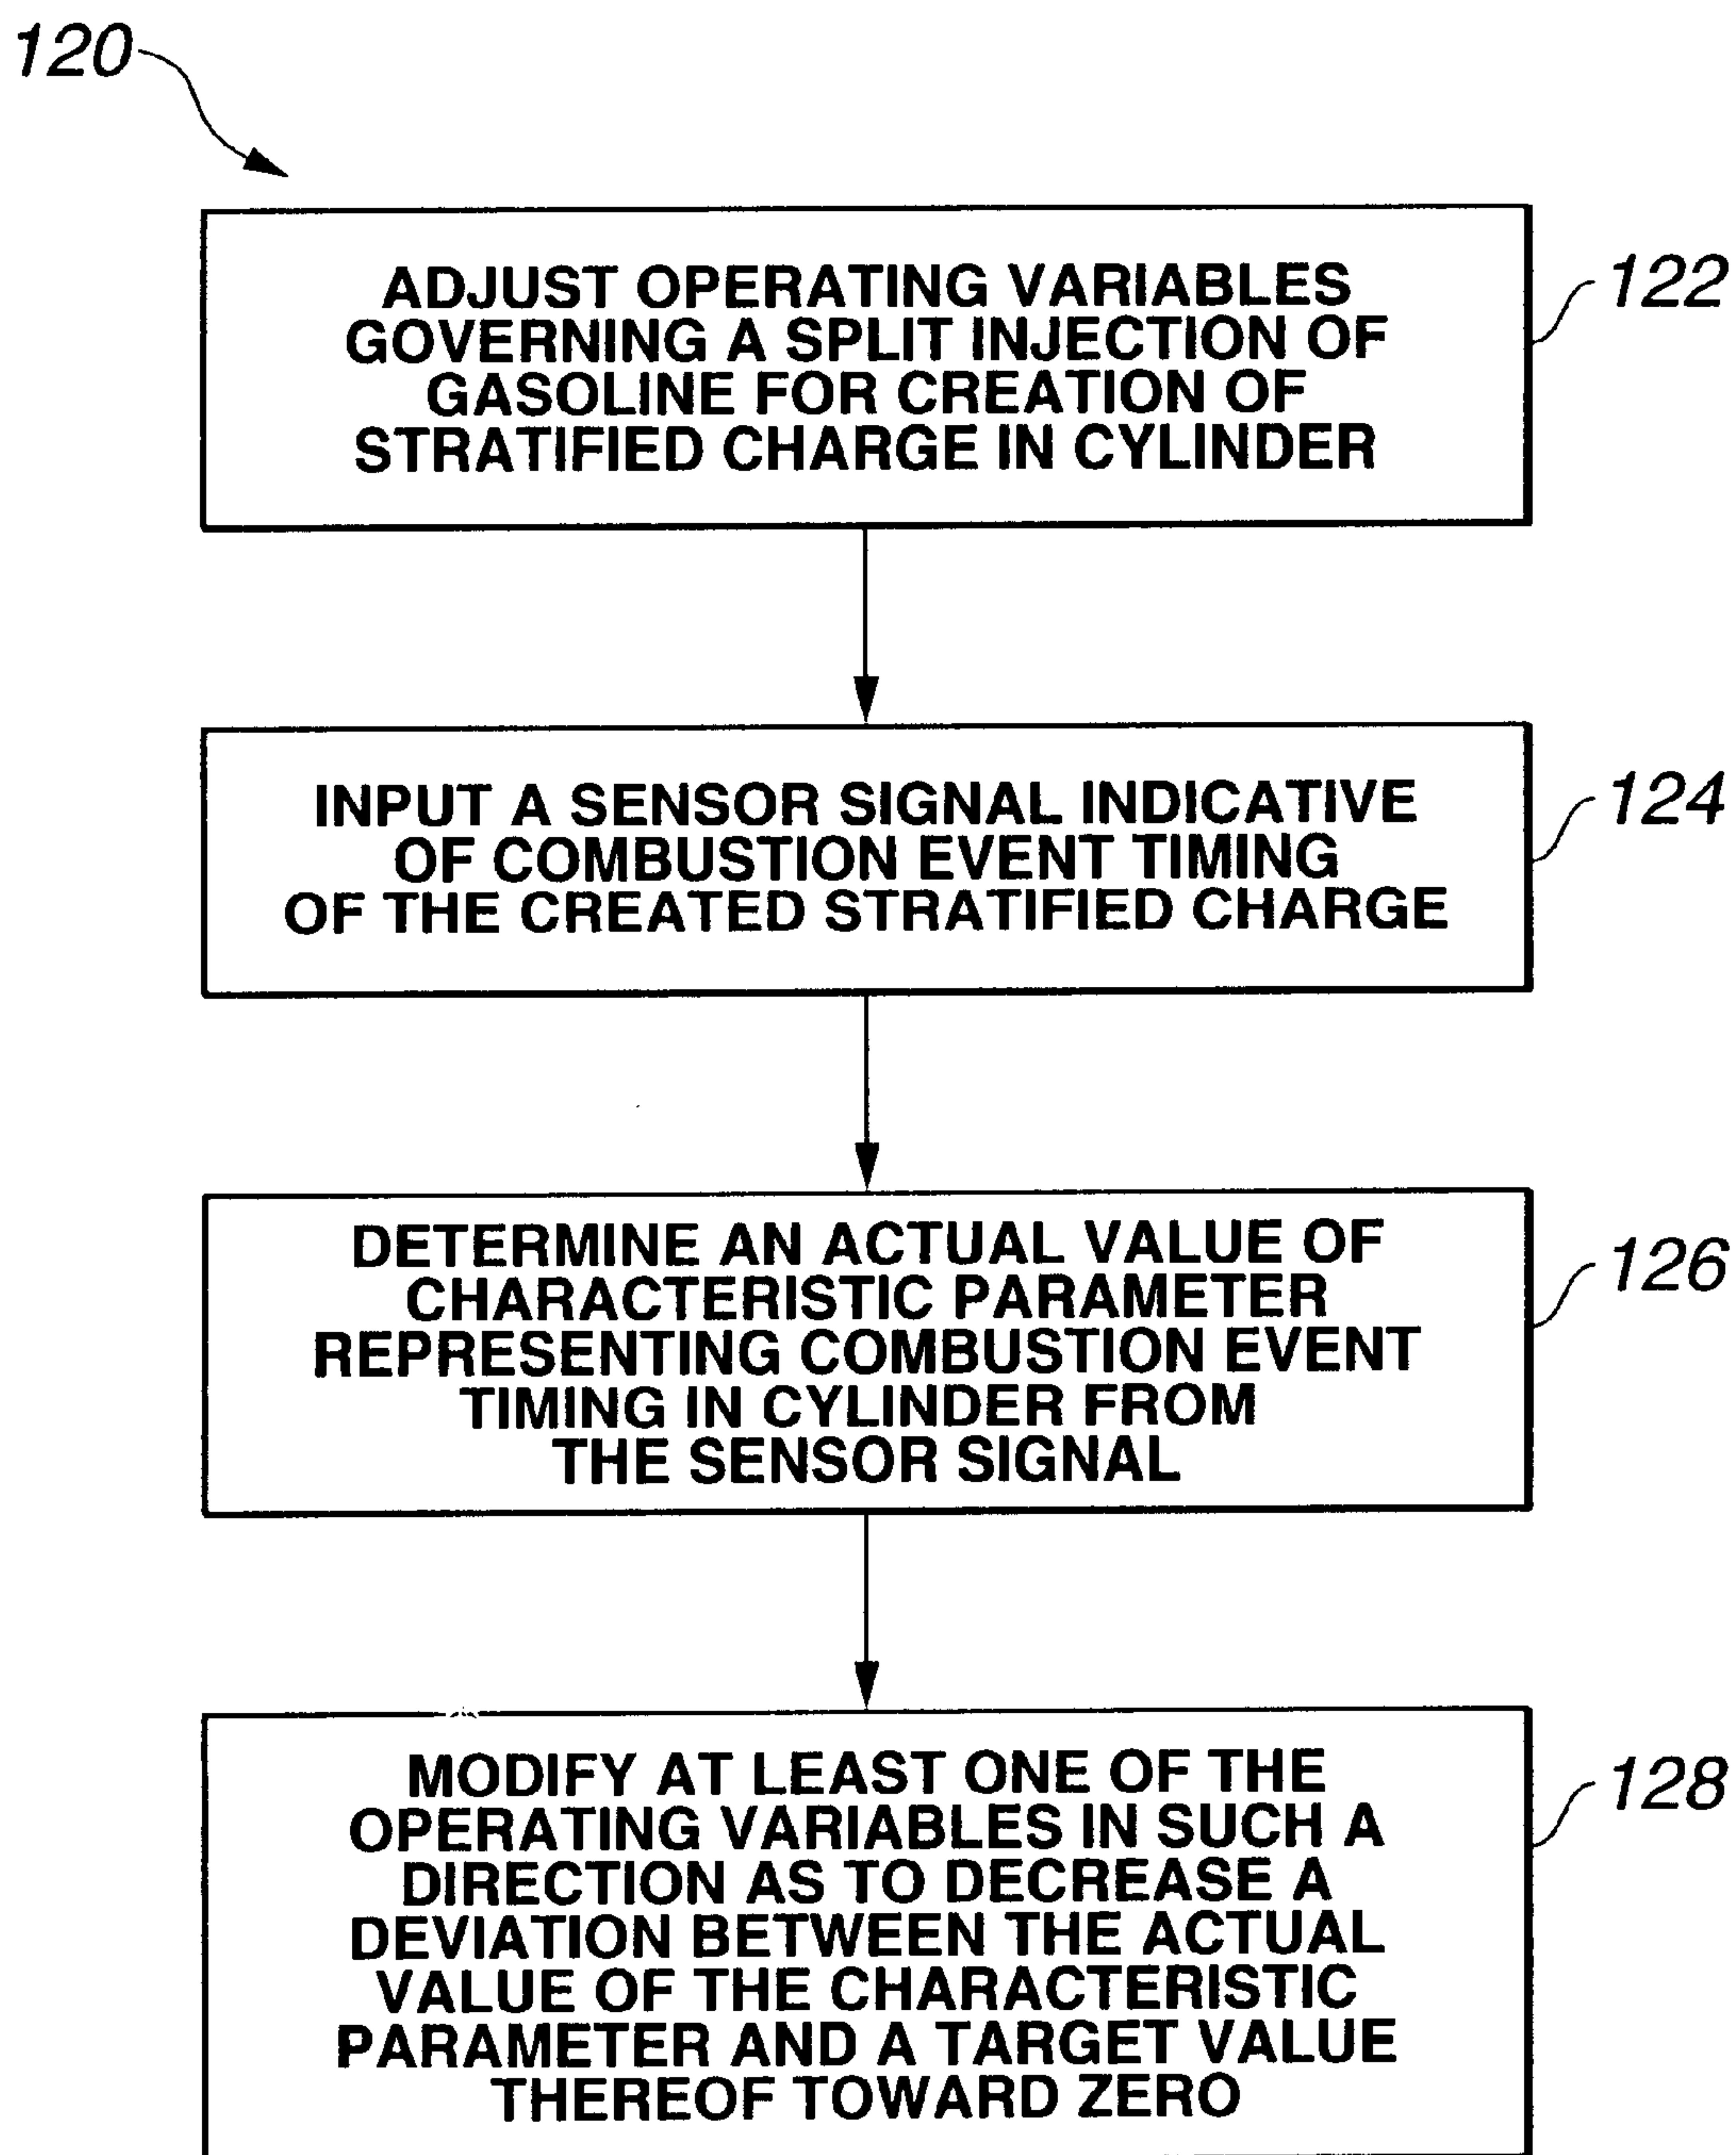 120
ADJUST OPERATING VARIABLES
GOVERNING A SPLIT INJECTION OF
GASOLINE FOR CREATION OF
STRATIFIED CHARGE IN CYLINDER
122
INPUT A SENSOR SIGNAL INDICATIVE
OF COMBUSTION EVENT TIMING
OF THE CREATED STRATIFIED CHARGE
124
DETERMINE AN ACTUAL VALUE OF
CHARACTERISTIC PARAMETER
REPRESENTING COMBUSTION EVENT
TIMING IN CYLINDER FROM
THE SENSOR SIGNAL
126
MODIFY AT LEAST ONE OF THE
OPERATING VARIABLES IN SUCH A
DIRECTION AS TO DECREASE A
DEVIATION BETWEEN THE ACTUAL
VALUE OF THE CHARACTERISTIC
PARAMETER AND A TARGET VALUE
THEREOF TOWARD ZERO
128